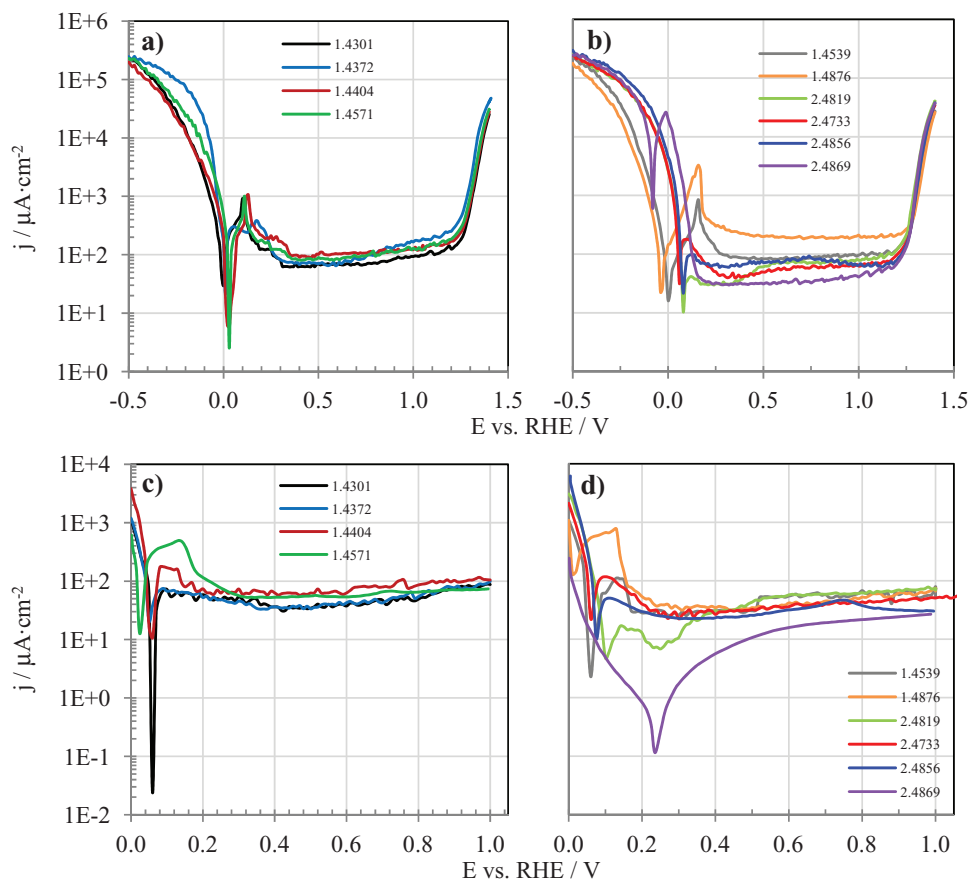 a)
1.4301
1.4372
1.4404
1.4571
1E+6
1E+5
1E+4
1E+3
1E+2
1E+1
1E+0
j / µA·cm-2
-0.5
0.0
0.5
1.0
1.5
b)
1.4539
1.4876
2.4819
2.4733
2.4856
2.4869
-0.5
0.0
0.5
1.0
1.5
E vs. RHE / V
c)
1.4301
1.4372
1.4404
1.4571
1E+4
1E+3
1E+2
1E+1
1E+0
1E-1
1E-2
j / µA·cm-2
0.0
0.2
0.4
0.6
0.8
1.0
d)
1.4539
1.4876
2.4819
2.4733
2.4856
2.4869
0.0
0.2
0.4
0.6
0.8
1.0
E vs. RHE / V